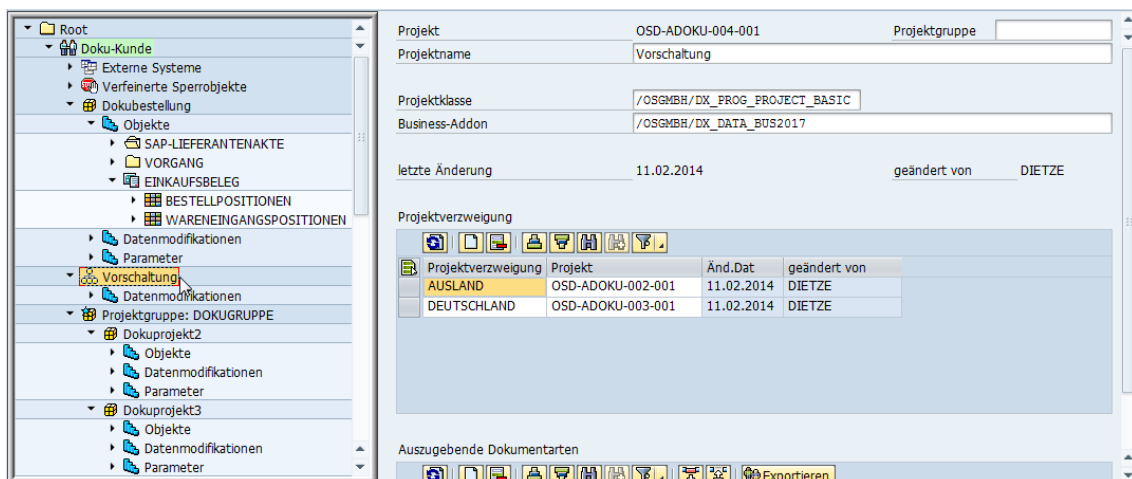 Root
Doku-Kunde
Externe Systeme
Verfeinerte Sperrobjekte
Dokubestellung
Objekte
SAP-LIEFERANTENAKTE
VORGANG
EINKAUFSBELEG
BESTELLPOSITIONEN
WARENEINGANGSPOSITIONEN
Datenmodifikationen
Parameter
Vorschaltung
Datenmodifikationen
Projektgruppe: DOKUGRUPPE
Dokuprojekt2
Objekte
Datenmodifikationen
Parameter
Dokuprojekt3
Objekte
Datenmodifikationen
Parameter
Projekt OSD-ADOKU-004-001 Projektgruppe
Projektname Vorschaltung
Projektklasse /OSGMBH/DX_PROG_PROJECT_BASIC
Business-Addon /OSGMBH/DX_DATA_BUS2017
letzte Änderung 11.02.2014 geändert von DIETZE
Projektverzweigung
Projektverzweigung Projekt Änd.Dat geändert von
AUSLAND OSD-ADOKU-002-001 11.02.2014 DIETZE
DEUTSCHLAND OSD-ADOKU-003-001 11.02.2014 DIETZE
Auszugebende Dokumentarten
Exportieren